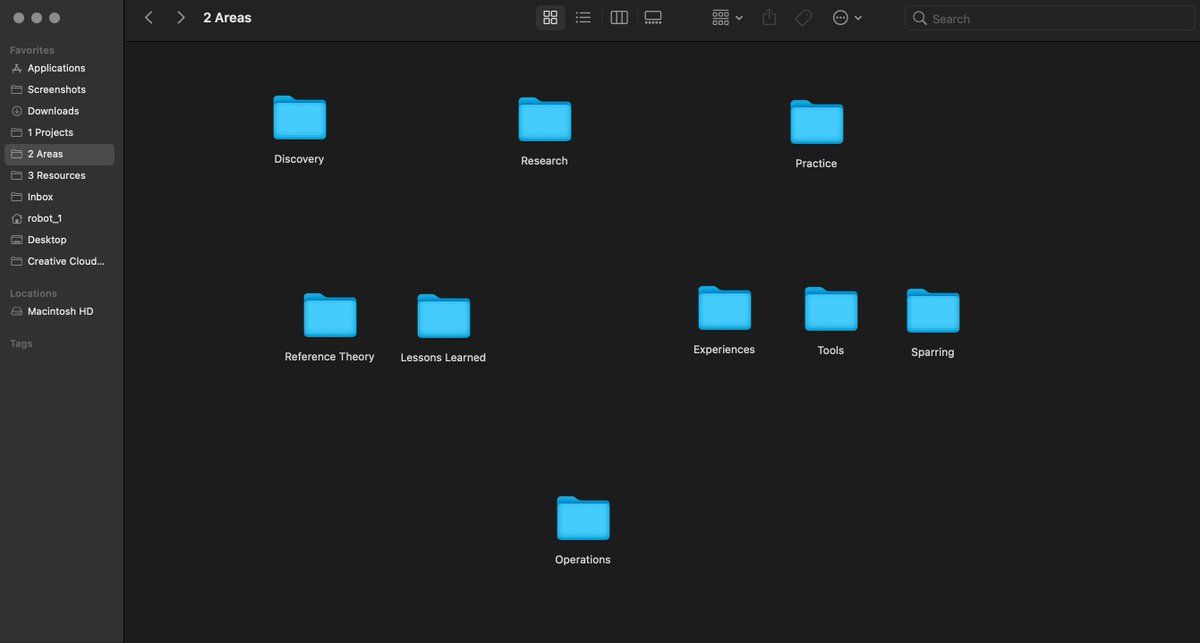 2 Areas
Search
Favorites
Applications
Screenshots
Downloads
1 Projects
2 Areas
3 Resources
Inbox
robot_1
Desktop
Creative Cloud...
Locations
Macintosh HD
Tags
Discovery
Research
Practice
Reference Theory
Lessons Learned
Experiences
Tools
Sparring
Operations